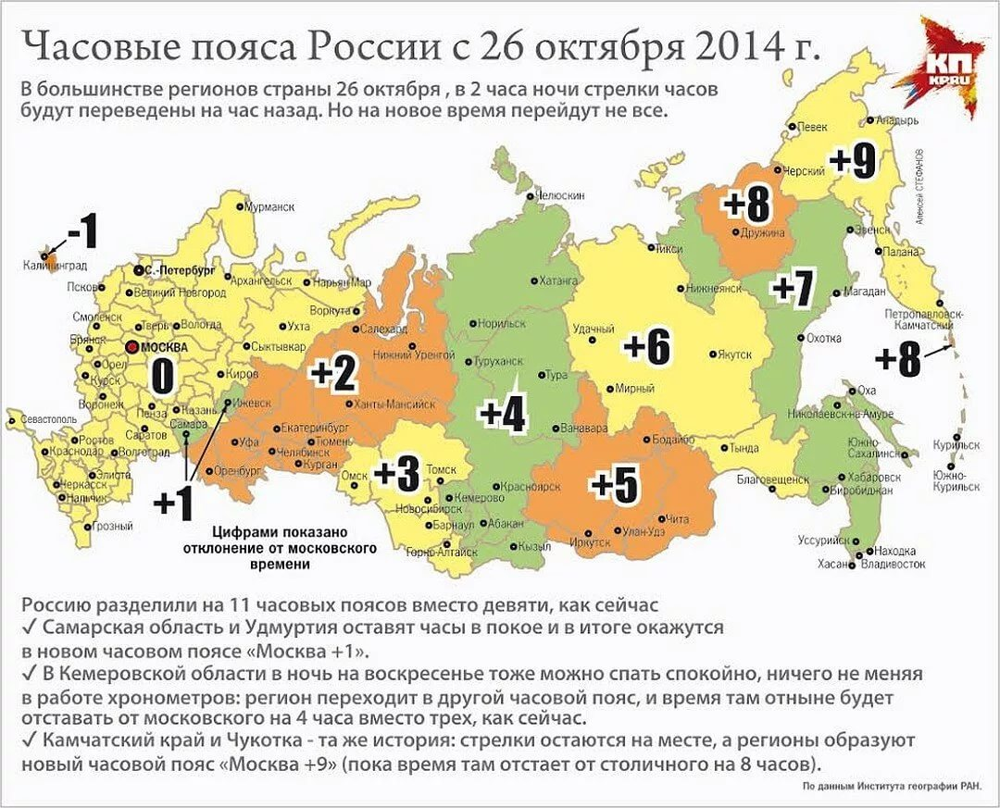 Часовые пояса России с 26 октября 2014 г.
КП
KP.RU
В большинстве регионов страны 26 октября , в 2 часа ночи стрелки часов
будут переведены на час назад. Но на новое время перейдут не все.
Алексей СТЕФАНОВ
Певек
Анадырь
+9
Черский
Челюскин
+8
Дружина
Эвенск
Мурманск
-1
Калининград
Тикси
Палана
С.-Петербург
Архангельск
Нарьян Мар
Хатанга
Нижнеянск
+7
Магадан
Псков
Великий Новгород
Воркута
Петропавловск-
Камчатский
Смоленск
Тверь
Вологда
Ухта
Салехард
Норильск
Удачный
Охотка
Брянск
МОСКВА
Сыктывкар
Нижний Уренгой
+6
Якутск
+8
Орел
0
Киров
+2
Туруханск
Тура
Курск
Мирный
Оха
Воронеж
Пенза
Казань
Ижевск
Ханты-Мансийск
+4
Николаевск-на-Амуре
Севастополь
Самара
Саратов
Екатеринбург
Ванавара
Бодайбо
Ростов
Уфа
Тюмень
Тында
Южно-
Сахалинск
Курильск
Краснодар
Волгоград
Челябинск
Курган
Оренбург
Элиста
Омск
+3
Томск
Красноярск
+5
Благовещенск
Хабаровск
Биробиджан
Южно-
Курильск
Черкасск
Нальчик
+1
Новосибирск
Кемерово
Грозный
Барнаул
Абакан
Чита
Улан-Удэ
Иркутск
Горно-Алтайск
Кызыл
Уссурийск
Находка
Хасан
Владивосток
Цифрами показано
отклонение от московского
времени
Россию разделили на 11 часовых поясов вместо девяти, как сейчас
✓ Самарская область и Удмуртия оставят часы в покое и в итоге окажутся
в новом часовом поясе «Москва +1».
✓ В Кемеровской области в ночь на воскресенье тоже можно спать спокойно, ничего не меняя
в работе хронометров: регион переходит в другой часовой пояс, и время там отныне будет
отставать от московского на 4 часа вместо трех, как сейчас.
✓ Камчатский край и Чукотка - та же история: стрелки остаются на месте, а регионы образуют
новый часовой пояс «Москва +9» (пока время там отстает от столичного на 8 часов).
По данным Института географии РАН.